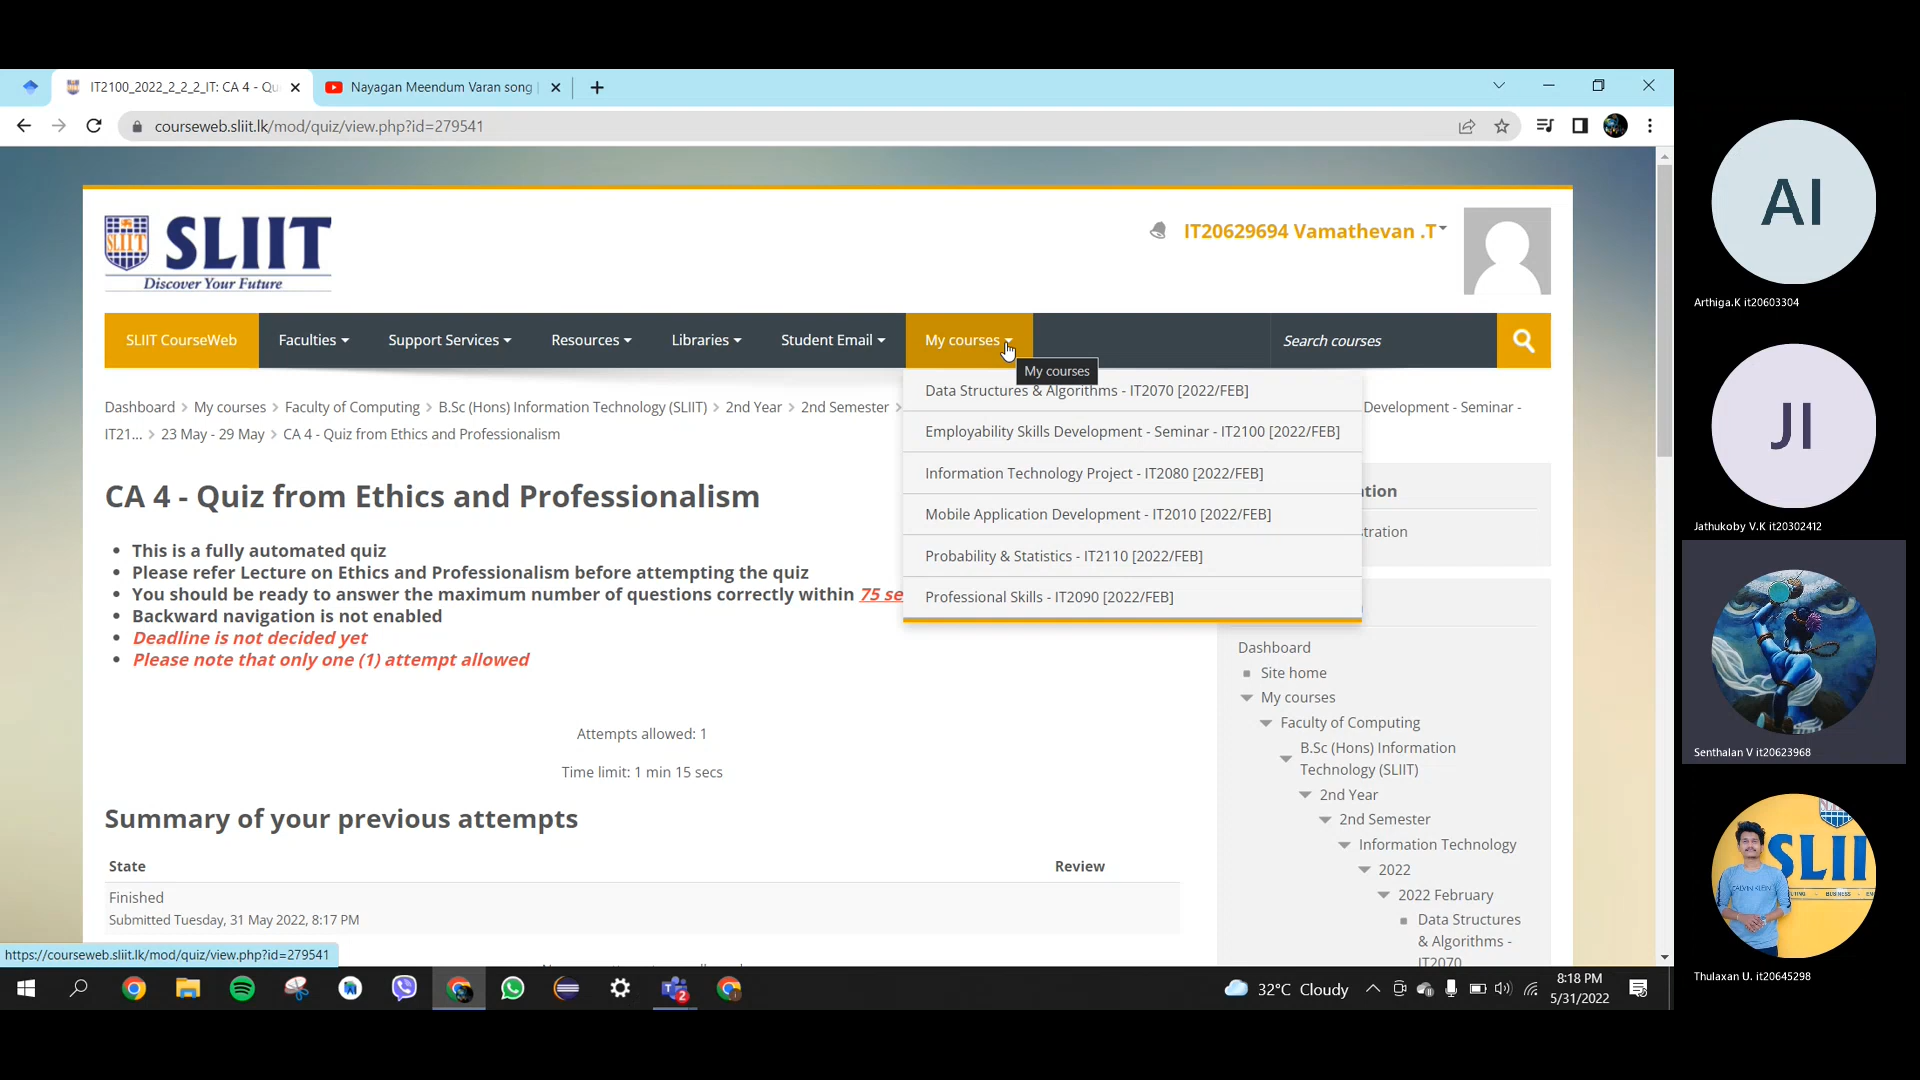 IT2100_2022_2_2_2_IT: CA 4 - Qu
Nayagan Meendum Varan song
courseweb.sliit.lk/mod/quiz/view.php?id=279541
SLIIT
SLIIT
Discover Your Future
IT20629694 Vamathevan .T
SLIIT CourseWeb
Faculties
Support Services
Resources
Libraries
Student Email
My courses
Search courses
My courses
Data Structures & Algorithms - IT2070 [2022/FEB]
Employability Skills Development - Seminar - IT2100 [2022/FEB]
Information Technology Project - IT2080 [2022/FEB]
Mobile Application Development - IT2010 [2022/FEB]
Probability & Statistics - IT2110 [2022/FEB]
Professional Skills - IT2090 [2022/FEB]
Dashboard > My courses > Faculty of Computing > B.Sc (Hons) Information Technology (SLIIT) > 2nd Year > 2nd Semester > Development - Seminar -
IT21... > 23 May - 29 May > CA 4 - Quiz from Ethics and Professionalism
CA 4 - Quiz from Ethics and Professionalism
• This is a fully automated quiz
• Please refer Lecture on Ethics and Professionalism before attempting the quiz
• You should be ready to answer the maximum number of questions correctly within 75 se
• Backward navigation is not enabled
• Deadline is not decided yet
• Please note that only one (1) attempt allowed
Attempts allowed: 1
Time limit: 1 min 15 secs
Summary of your previous attempts
State Review
Finished
Submitted Tuesday, 31 May 2022, 8:17 PM
tion
stration
Dashboard
Site home
My courses
Faculty of Computing
B.Sc (Hons) Information
Technology (SLIIT)
2nd Year
2nd Semester
Information Technology
2022
2022 February
Data Structures
& Algorithms -
IT2070
https://courseweb.sliit.lk/mod/quiz/view.php?id=279541
2
32°C Cloudy
8:18 PM
5/31/2022
AI
Arthiga.K it20603304
JI
Jathukoby V.K it20302412
Senthalan V it20623968
SLII
Thulaxan U. it20645298